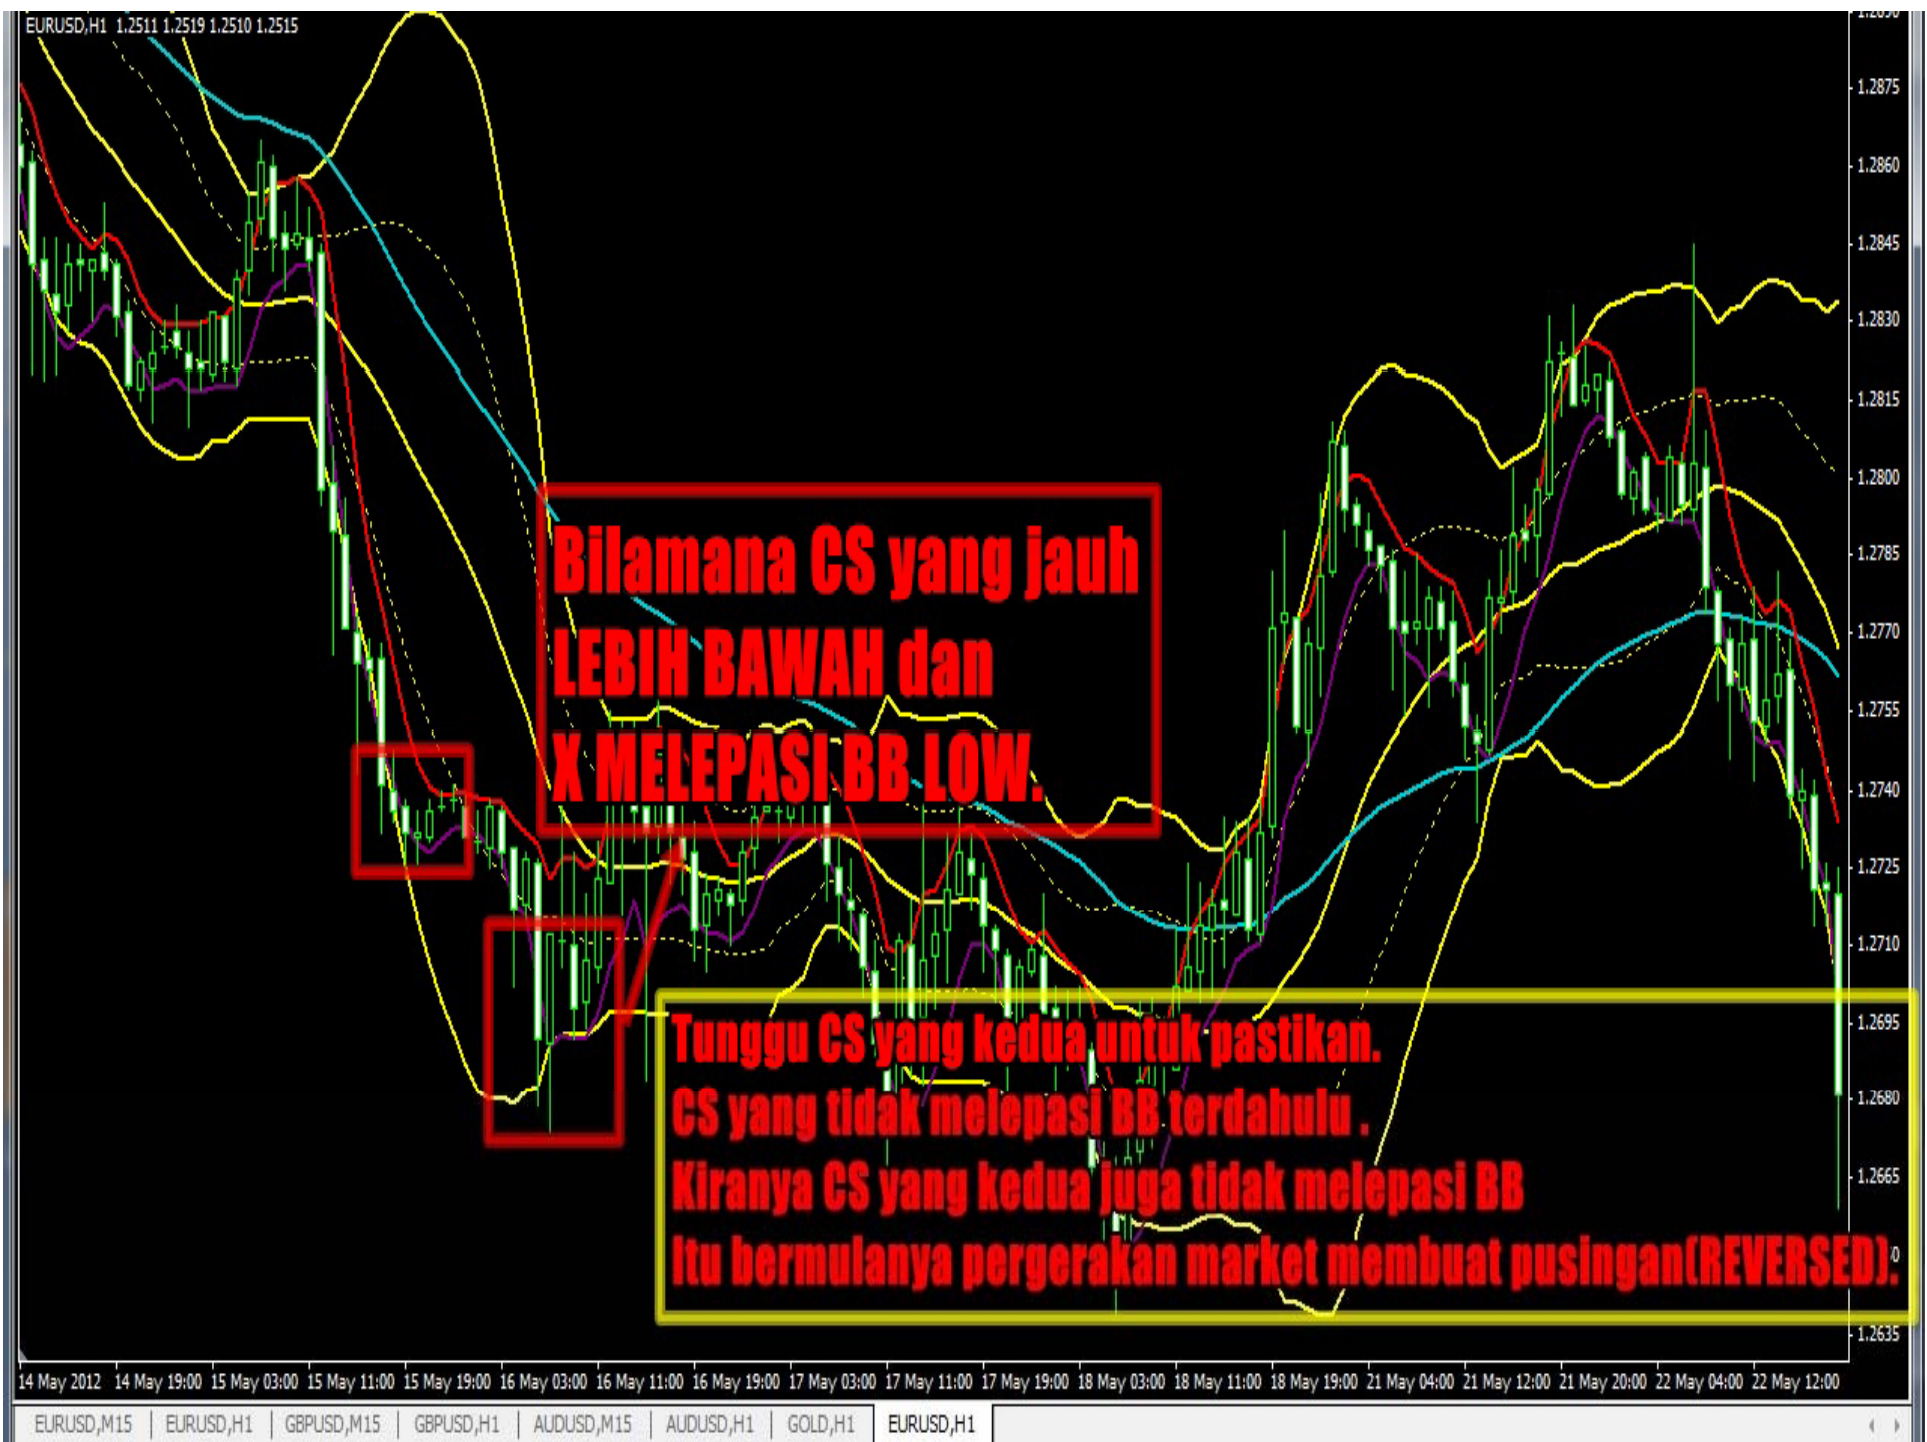 EURUSD,H1 1.2511 1.2519 1.2510 1.2515
1.2875
1.2860
1.2845
1.2830
1.2815
1.2800
1.2785
1.2770
1.2755
1.2740
1.2725
1.2710
1.2695
1.2680
1.2665
1.2635
Bilamana CS yang jauh
LEBIH BAWAH dan
X MELEPASI BB LOW.
Tunggu CS yang kedua untuk pastikan.
CS yang tidak melepasi BB terdahulu .
Kiranya CS yang kedua juga tidak melepasi BB
Itu bermulanya pergerakan market membuat pusingan(REVERSED).
14 May 2012 14 May 19:00 15 May 03:00 15 May 11:00 15 May 19:00 16 May 03:00 16 May 11:00 16 May 19:00 17 May 03:00 17 May 11:00 17 May 19:00 18 May 03:00 18 May 11:00 18 May 19:00 21 May 04:00 21 May 12:00 21 May 20:00 22 May 04:00 22 May 12:00
EURUSD,M15 EURUSD,H1 GBPUSD,M15 GBPUSD,H1 AUDUSD,M15 AUDUSD,H1 GOLD,H1 EURUSD,H1